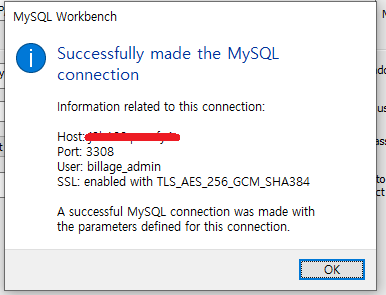 MySQL Workbench
Successfully made the MySQL
connection
Information related to this connection:
Host:
Port: 3308
User: billage_admin
SSL: enabled with TLS_AES_256_GCM_SHA384
A successful MySQL connection was made with
the parameters defined for this connection.
OK